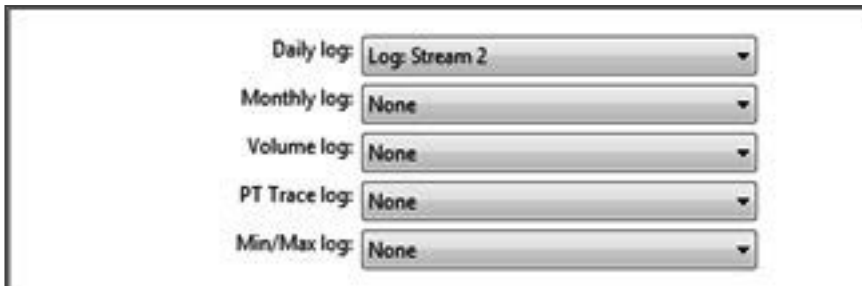 Daily log: Log: Stream 2
Monthly log: None
Volume log: None
PT Trace log: None
Min/Max log: None